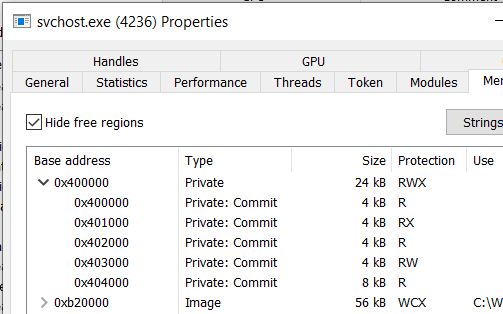 svchost.exe (4236) Properties
Handles GPU
General Statistics Performance Threads Token Modules
Hide free regions Strings
Base address Type Size Protection Use
0x400000 Private 24 kB RWX
0x400000 Private: Commit 4 kB R
0x401000 Private: Commit 4 kB RX
0x402000 Private: Commit 4 kB R
0x403000 Private: Commit 4 kB RW
0x404000 Private: Commit 8 kB R
0xb20000 Image 56 kB WCX C:\W